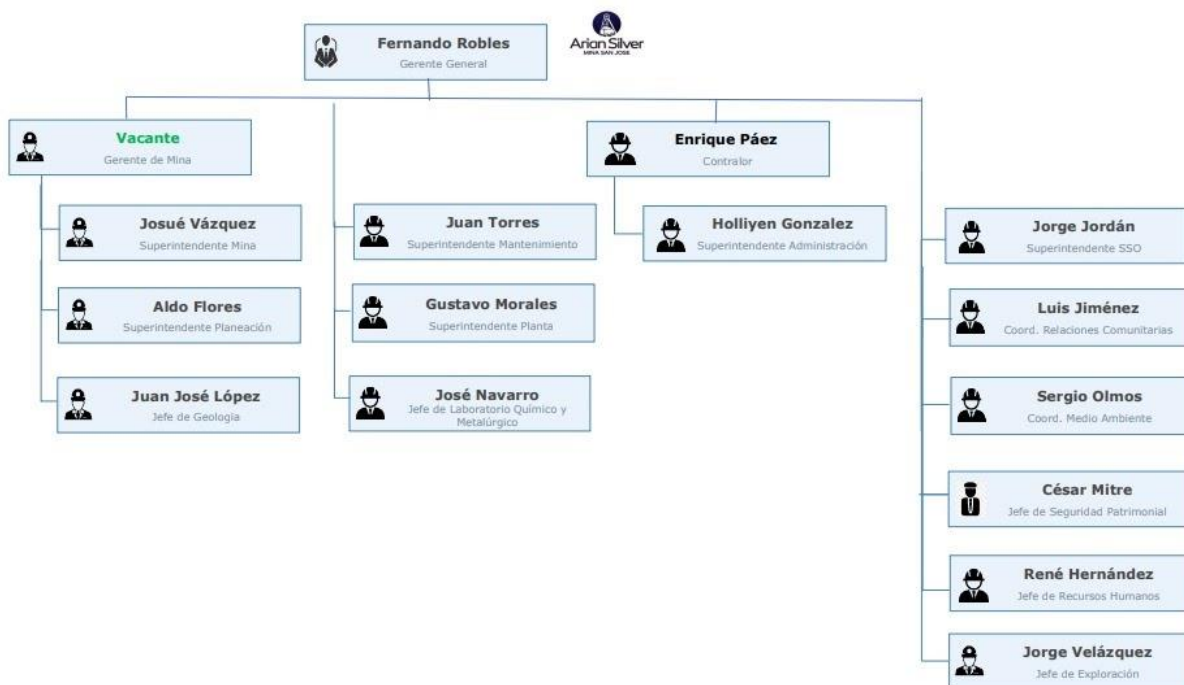 Fernando Robles
Gerente General
Arian Silver
MINA SAN JOSE
Vacante
Gerente de Mina
Josué Vázquez
Superintendente Mina
Aldo Flores
Superintendente Planeación
Juan José López
Jefe de Geologia
Juan Torres
Superintendente Mantenimiento
Gustavo Morales
Superintendente Planta
José Navarro
Jefe de Laboratorio Químico y
Metalúrgico
Enrique Páez
Contralor
Holliyen Gonzalez
Superintendente Administración
Jorge Jordán
Superintendente SSO
Luis Jiménez
Coord. Relaciones Comunitarias
Sergio Olmos
Coord. Medio Ambiente
César Mitre
Jefe de Seguridad Patrimonial
René Hernández
Jefe de Recursos Humanos
Jorge Velázquez
Jefe de Exploración